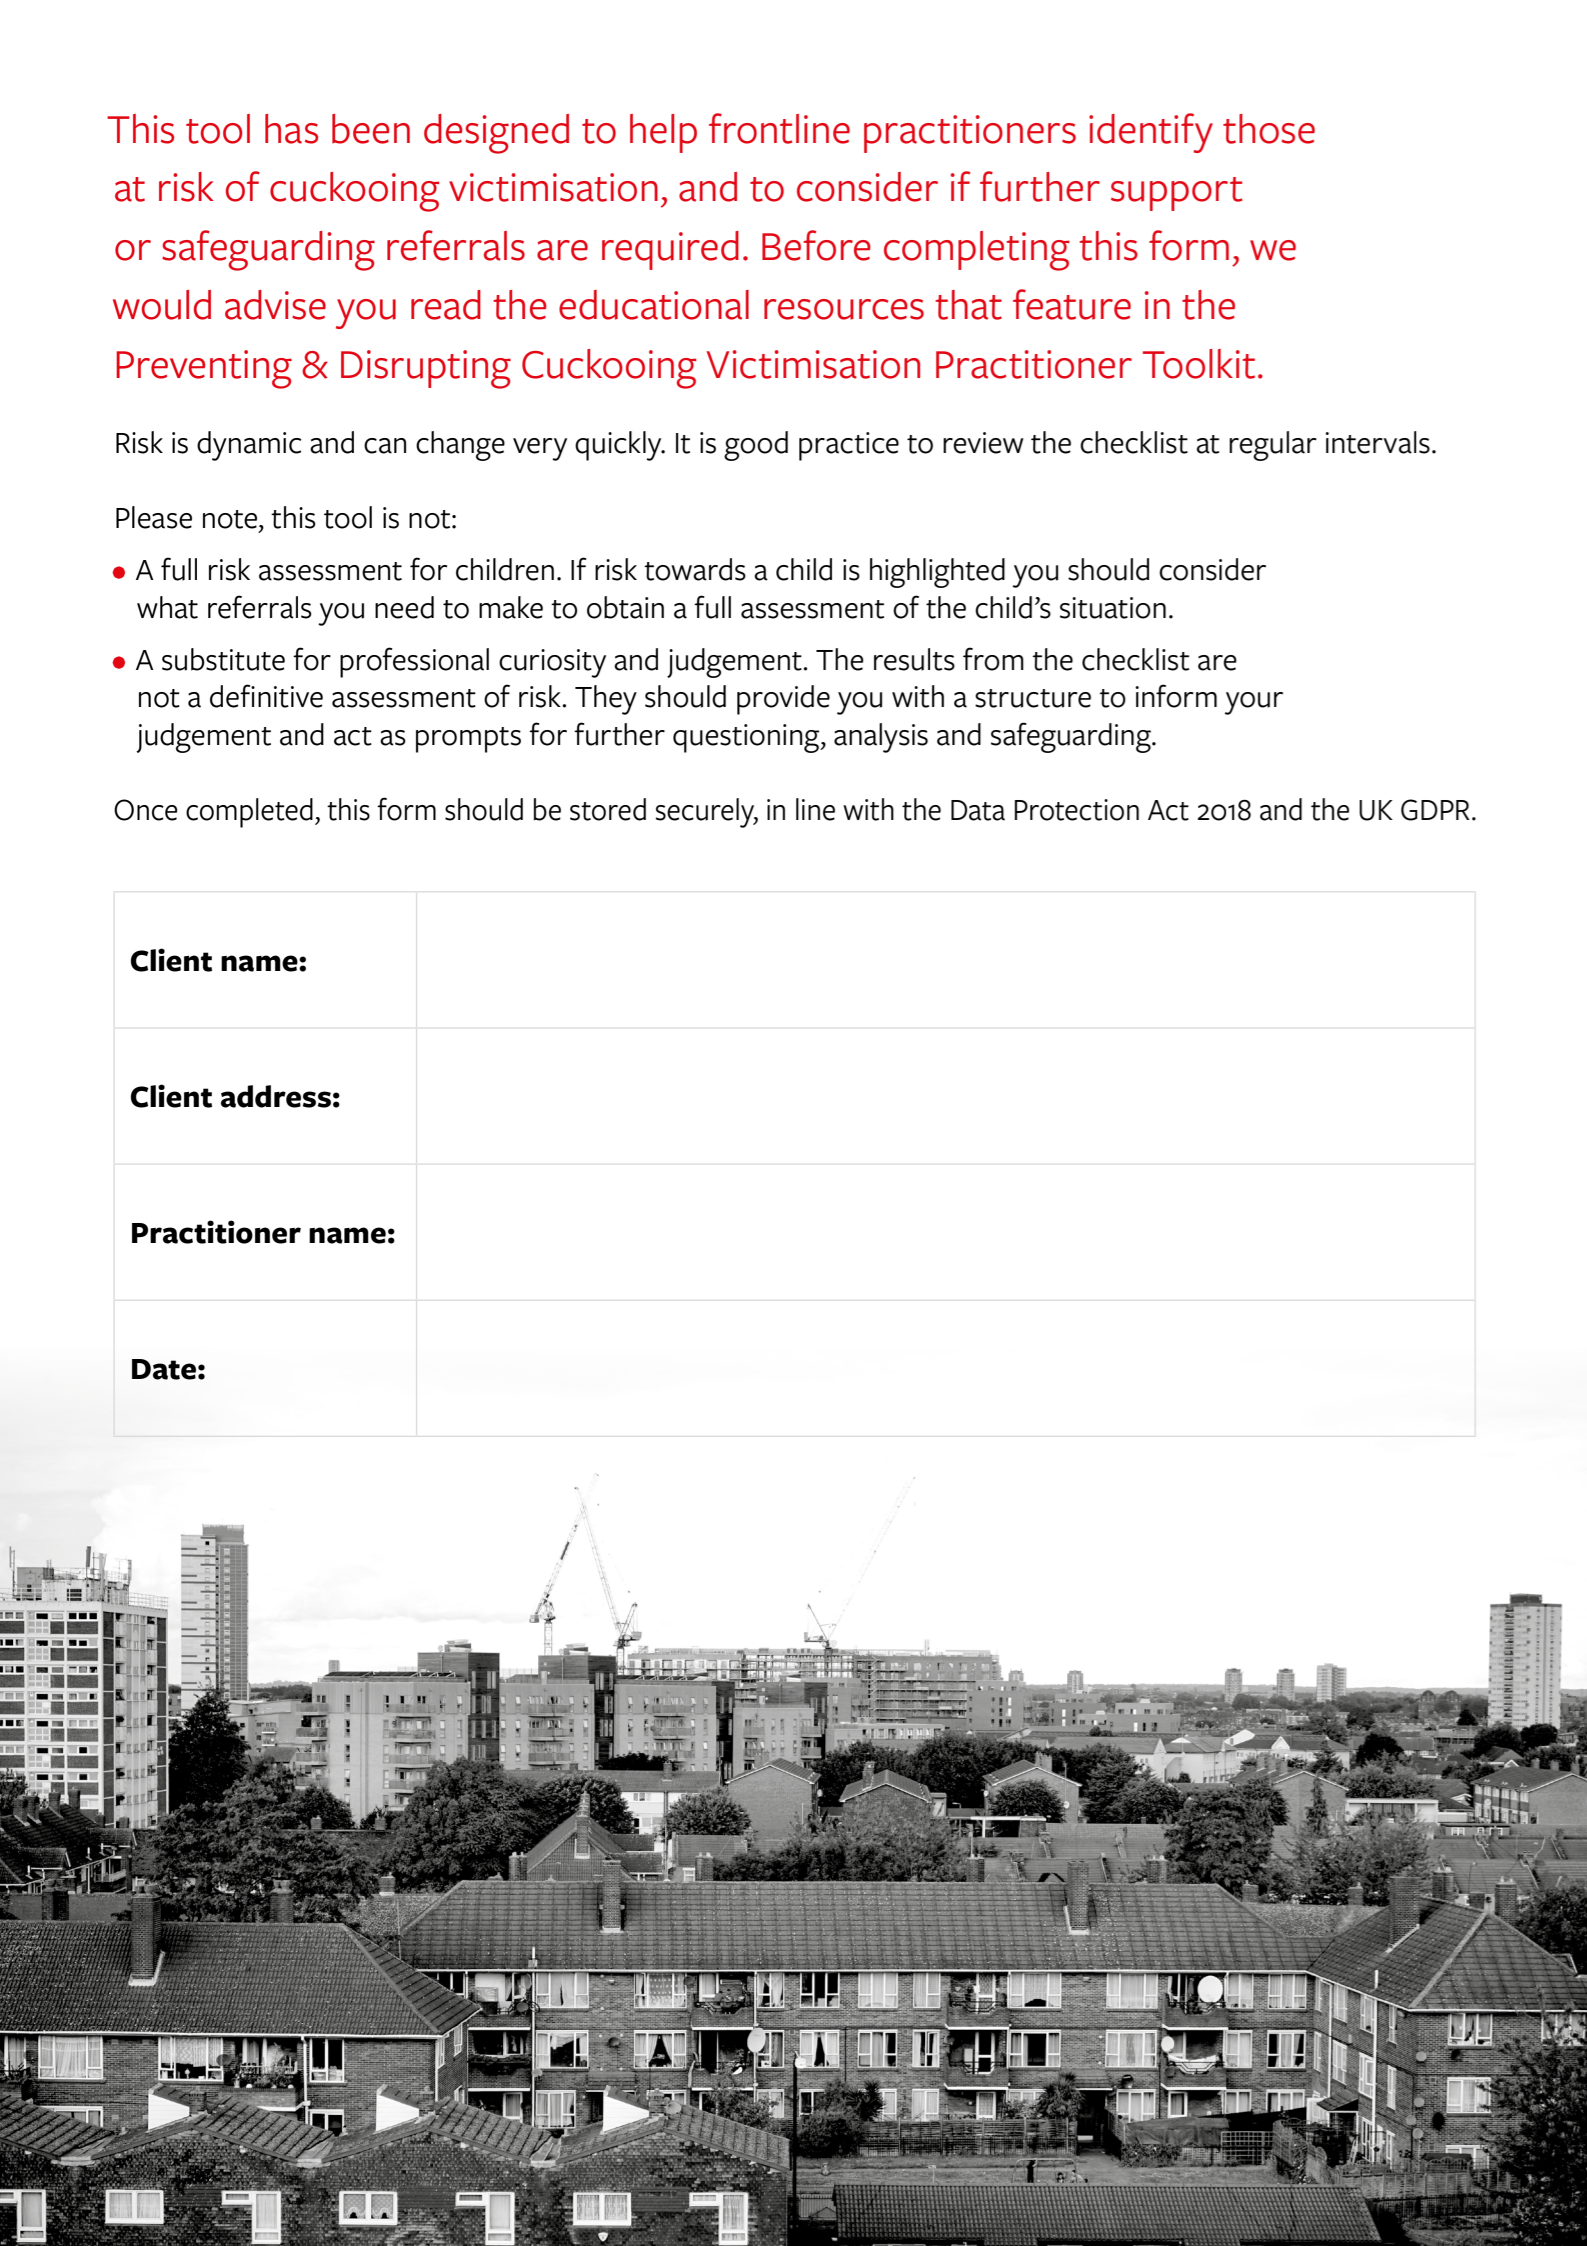 This tool has been designed to help frontline practitioners identify those
at risk of cuckooing victimisation, and to consider if further support
or safeguarding referrals are required. Before completing this form, we
would advise you read the educational resources that feature in the
Preventing & Disrupting Cuckooing Victimisation Practitioner Toolkit.
Risk is dynamic and can change very quickly. It is good practice to review the checklist at regular intervals.
Please note, this tool is not:
• A full risk assessment for children. If risk towards a child is highlighted you should consider
what referrals you need to make to obtain a full assessment of the child’s situation.
• A substitute for professional curiosity and judgement. The results from the checklist are
not a definitive assessment of risk. They should provide you with a structure to inform your
judgement and act as prompts for further questioning, analysis and safeguarding.
Once completed, this form should be stored securely, in line with the Data Protection Act 2018 and the UK GDPR.
Client name:
Client address:
Practitioner name:
Date: